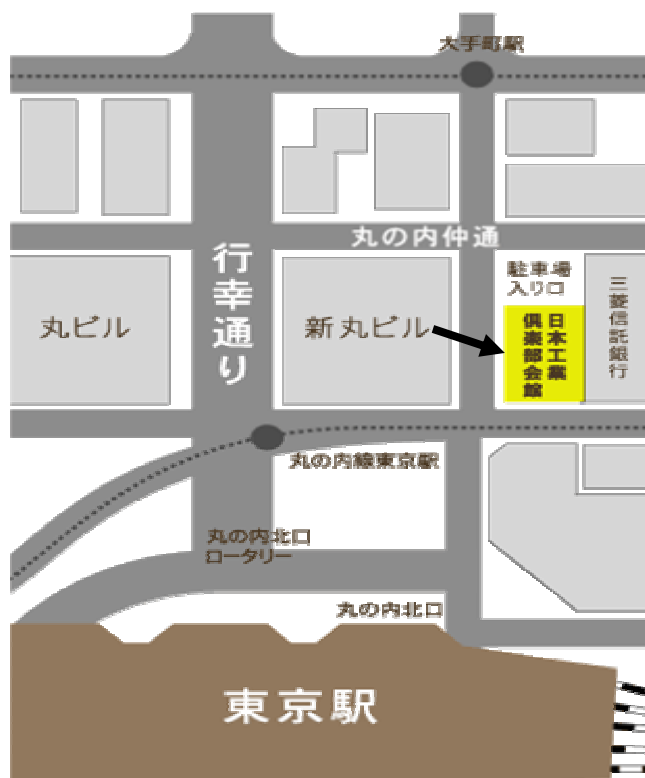 大手町駅
丸の内仲通
行幸通り
駐車場
入り口
三菱信託銀行
丸ビル
新丸ビル
日本工業
倶楽部会館
丸の内線東京駅
丸の内北口
ロータリー
丸の内北口
東京駅